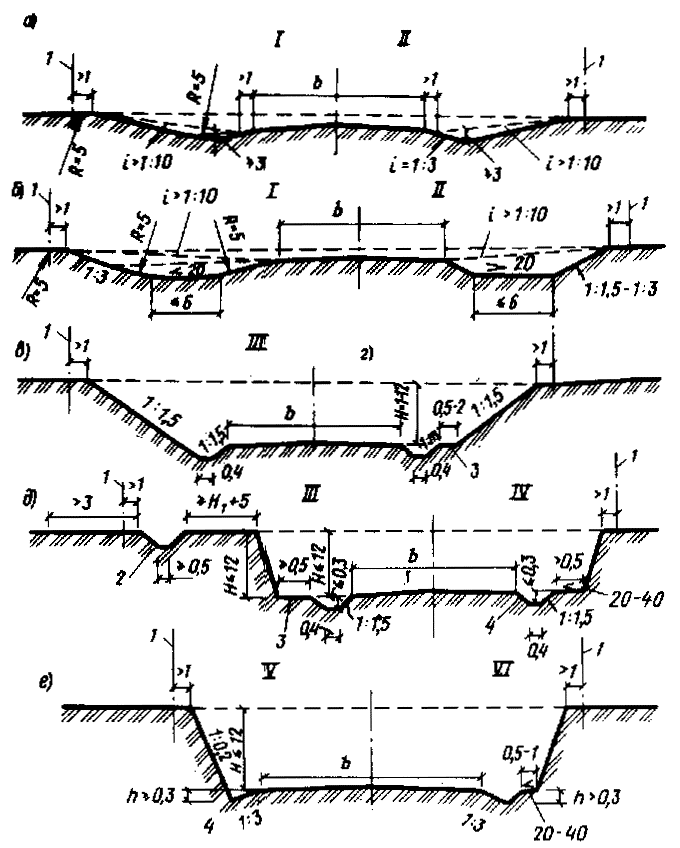 а)
I II
1 >1 R=5 >1 b >1 >1 1
R=5 i>1:10 >3 i=1:3 >3 i>1:10
б)
I II
1 >1 R=5 i>1:10 R=5 b i>1:10 >1 1
R=5 1:3 20 20 1:1,5-1:3
≤6 ≤6
в) III г)
1 >1 >1
1:1,5 1:1,5 b H=1-12 0,5-2 1:1,5
0,4 0,4 3
д) III IV
1 >3 >1 ≥H₁+5 >1 1
2 >0,5 H≤12 >0,5 H≤12 ≤0,3 b ≤0,3 >0,5
3 0,4 1:1,5 4 0,4 1:1,5 20-40
е) V VI
1 >1 >1 1
1:0,2 H≤12 b 0,5-1
h>0,3 h>0,3
4 1:3 1:3 20-40